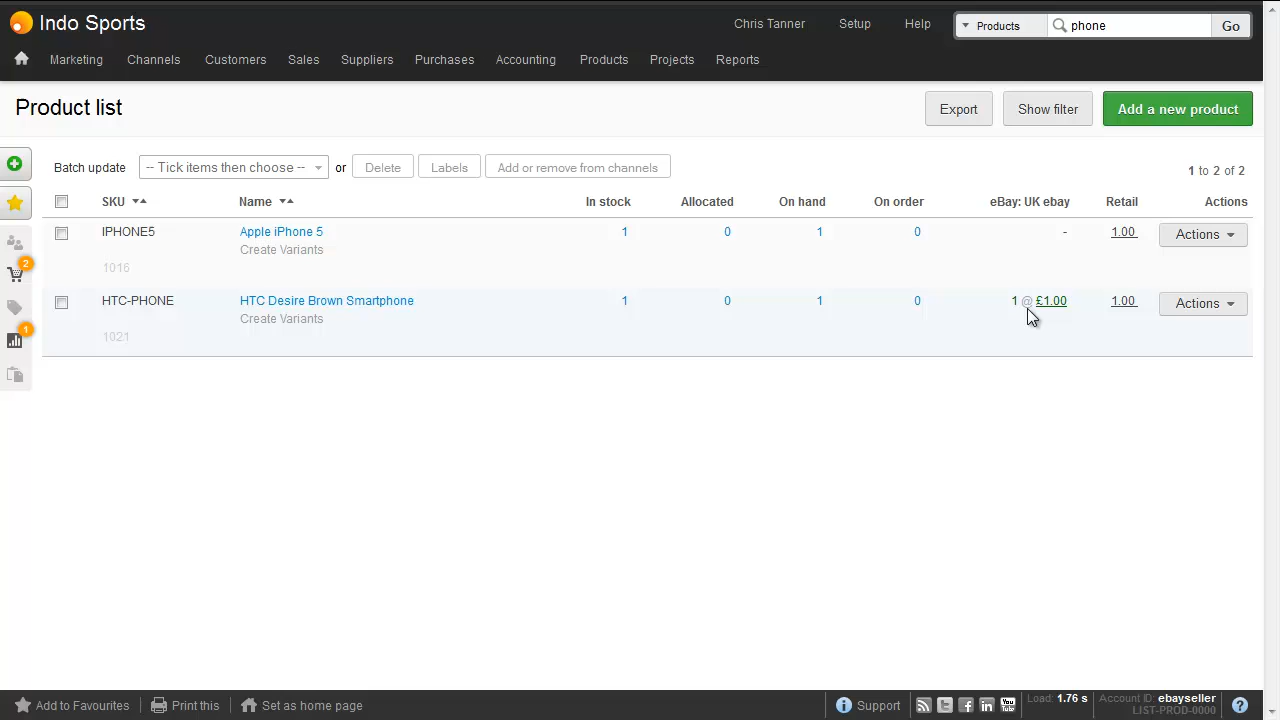 Indo Sports
Chris Tanner Setup Help Products phone Go
Marketing Channels Customers Sales Suppliers Purchases Accounting Products Projects Reports
Product list
Export Show filter Add a new product
Batch update -- Tick items then choose -- or Delete Labels Add or remove from channels
1 to 2 of 2
SKU Name In stock Allocated On hand On order eBay: UK ebay Retail Actions
IPHONE5 Apple iPhone 5 1 0 1 0 - 1.00 Actions
Create Variants
1016
2
HTC-PHONE HTC Desire Brown Smartphone 1 0 1 0 1 @ £1.00 1.00 Actions
Create Variants
1
1021
Add to Favourites Print this Set as home page Support You Tube Load: 1.76 s Account ID: ebayseller
LIST-PROD-0000